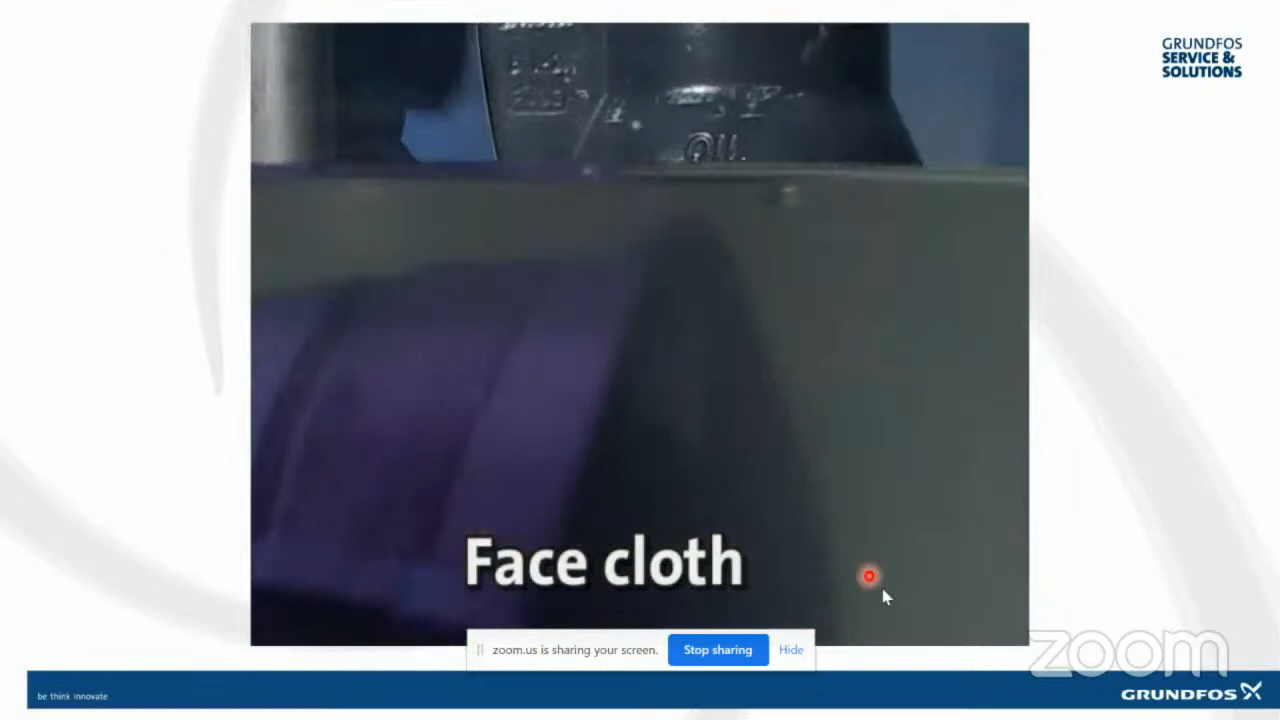 GRUNDFOS
SERVICE &
SOLUTIONS
Face cloth
zoom.us is sharing your screen.
Stop sharing
Hide
zoom
be think innovate
GRUNDFOS